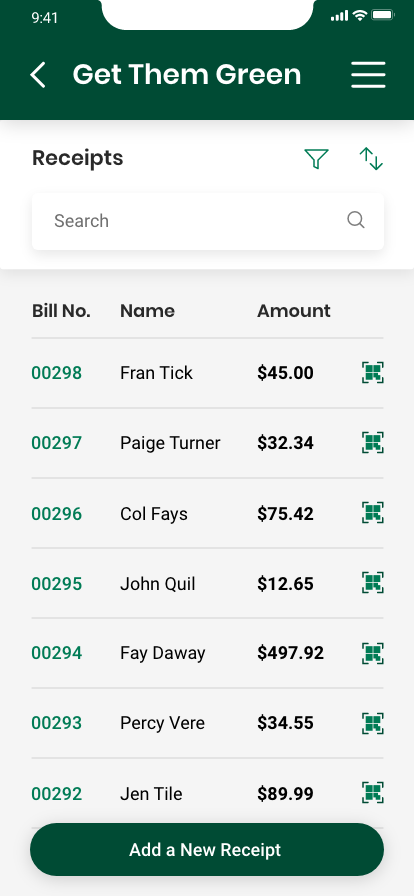 9:41
Get Them Green
Receipts
Search
Bill No. Name Amount
00298 Fran Tick $45.00
00297 Paige Turner $32.34
00296 Col Fays $75.42
00295 John Quil $12.65
00294 Fay Daway $497.92
00293 Percy Vere $34.55
00292 Jen Tile $89.99
Add a New Receipt